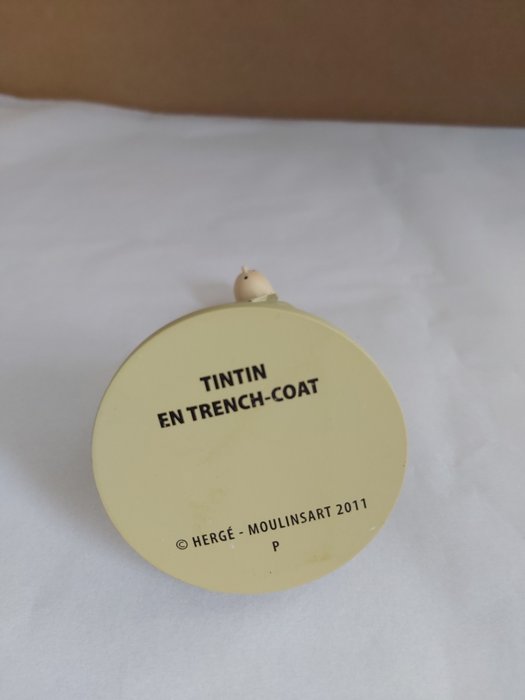 TINTIN
EN TRENCH-COAT
© HERGÉ - MOULINSART 2011
P